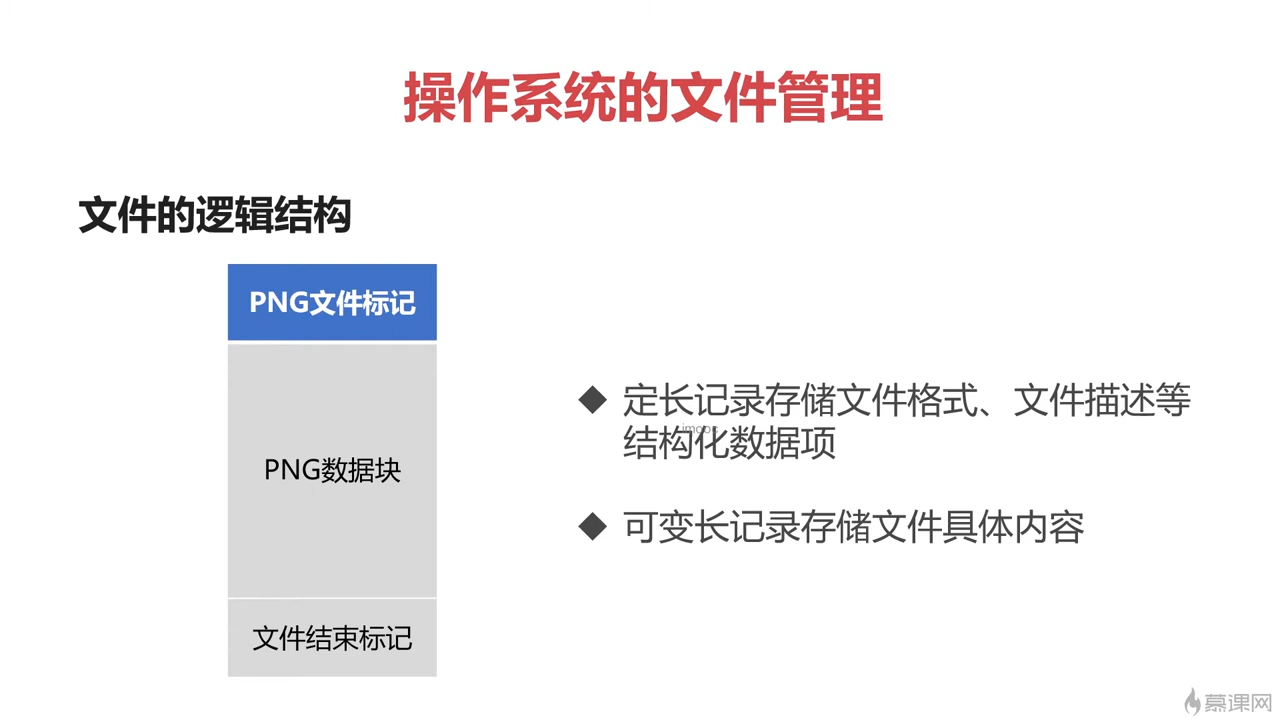 操作系统的文件管理
文件的逻辑结构
PNG文件标记
PNG数据块
文件结束标记
◆ 定长记录存储文件格式、文件描述等
结构化数据项
imooc
◆ 可变长记录存储文件具体内容
慕课网